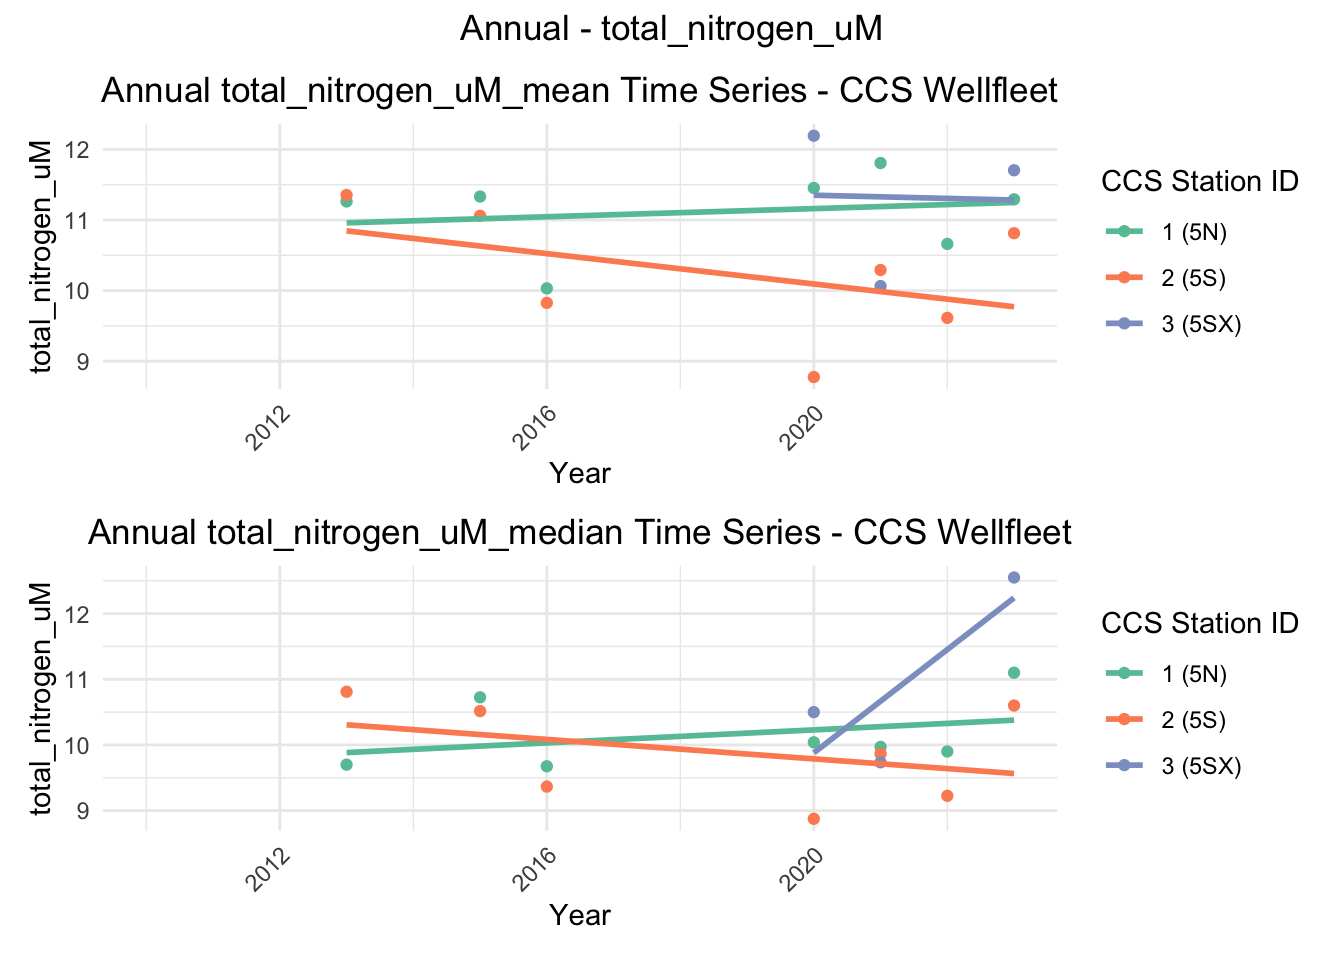 Annual - total_nitrogen_uM
Annual total_nitrogen_uM_mean Time Series - CCS Wellfleet
total_nitrogen_uM
12
11
10
9
2012
2016
2020
Year
CCS Station ID
1 (5N)
2 (5S)
3 (5SX)
Annual total_nitrogen_uM_median Time Series - CCS Wellfleet
total_nitrogen_uM
12
11
10
9
2012
2016
2020
Year
CCS Station ID
1 (5N)
2 (5S)
3 (5SX)